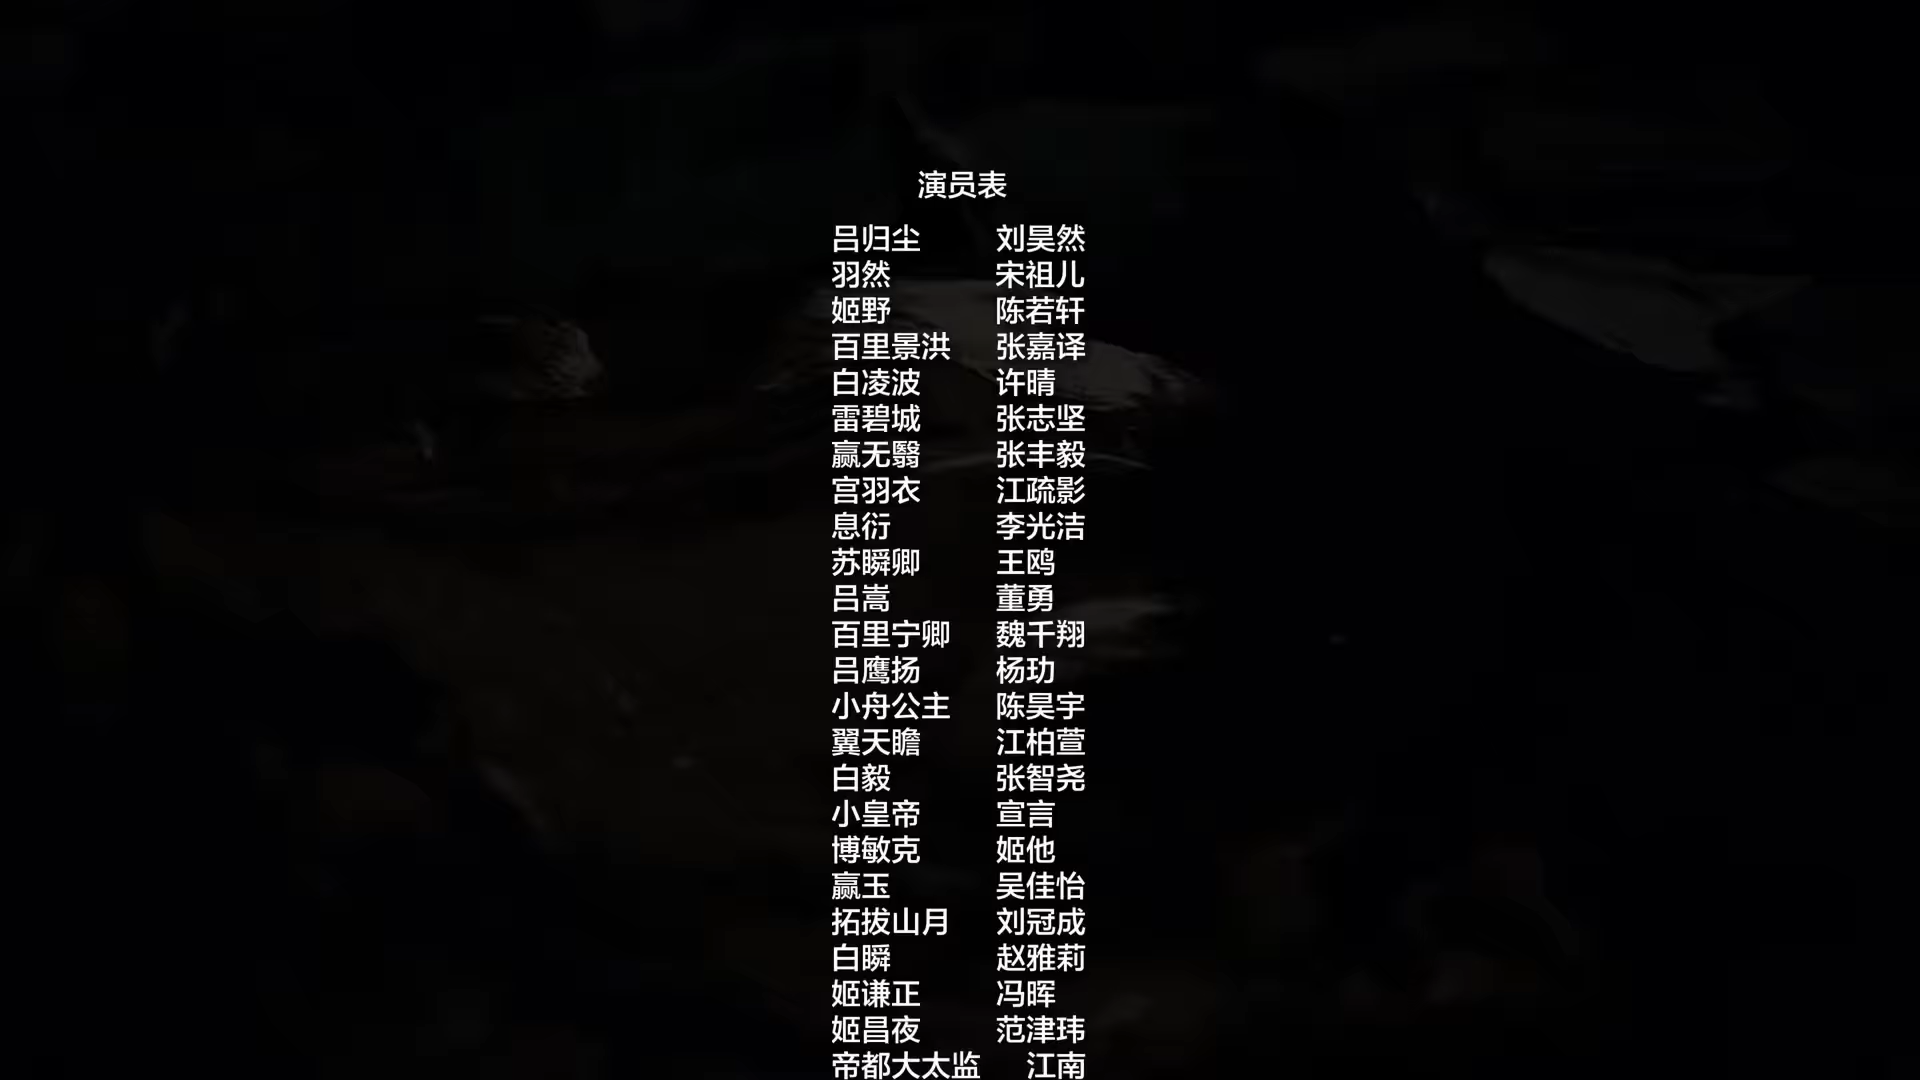 演员表
吕归尘 刘昊然
羽然 宋祖儿
姬野 陈若轩
百里景洪 张嘉译
白凌波 许晴
雷碧城 张志坚
赢无翳 张丰毅
宫羽衣 江疏影
息衍 李光洁
苏瞬卿 王鸥
吕嵩 董勇
百里宁卿 魏千翔
吕鹰扬 杨玏
小舟公主 陈昊宇
翼天瞻 江柏萱
白毅 张智尧
小皇帝 宣言
博敏克 姬他
赢玉 吴佳怡
拓拔山月 刘冠成
白瞬 赵雅莉
姬谦正 冯晖
姬昌夜 范津玮
帝都大太监 江南